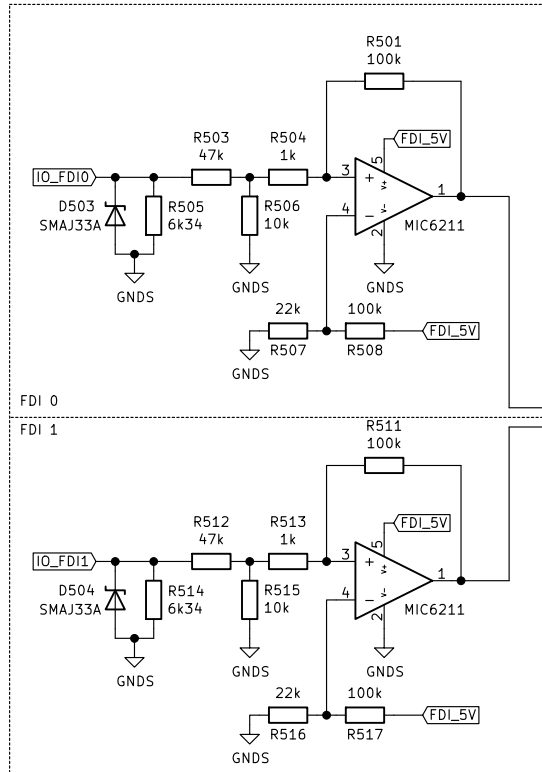 R501
100k
FDI_5V
R503
R504
47k
1k
IO_FDI0
3
+
5
V+
1
D503
SMAJ33A
R505
6k34
R506
10k
4
−
V-
2
MIC6211
GNDS
GNDS
GNDS
22k
100k
FDI_5V
R507
R508
GNDS
FDI 0
FDI 1
R511
100k
FDI_5V
R512
R513
47k
1k
IO_FDI1
3
+
5
V+
1
D504
SMAJ33A
R514
6k34
R515
10k
4
−
V-
2
MIC6211
GNDS
GNDS
GNDS
22k
100k
FDI_5V
R516
R517
GNDS